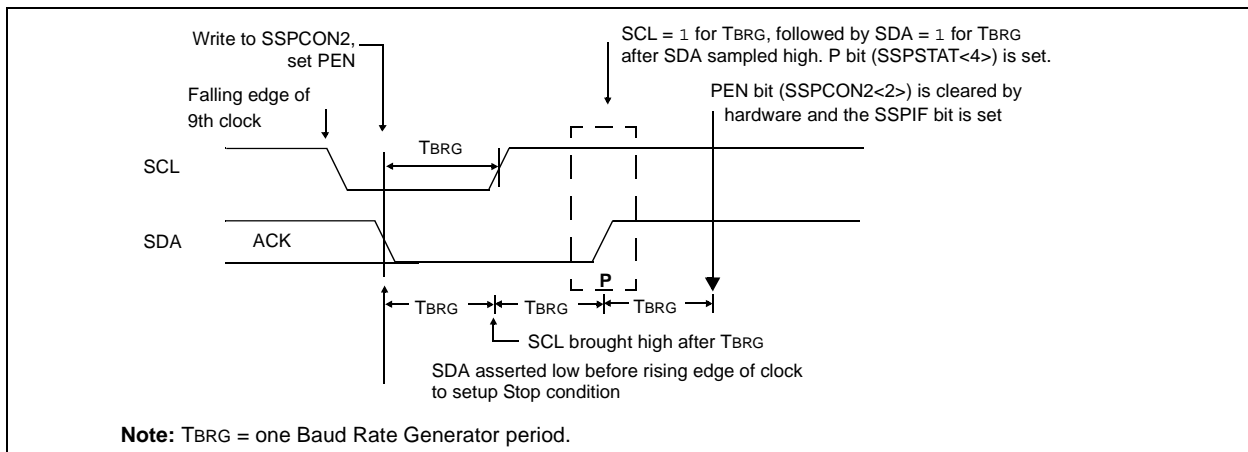 Write to SSPCON2,
set PEN
SCL = 1 for TBRG, followed by SDA = 1 for TBRG
after SDA sampled high. P bit (SSPSTAT<4>) is set.
Falling edge of
9th clock
PEN bit (SSPCON2<2>) is cleared by
hardware and the SSPIF bit is set
TBRG
SCL
SDA
ACK
P
TBRG
TBRG
TBRG
SCL brought high after TBRG
SDA asserted low before rising edge of clock
to setup Stop condition
Note: TBRG = one Baud Rate Generator period.